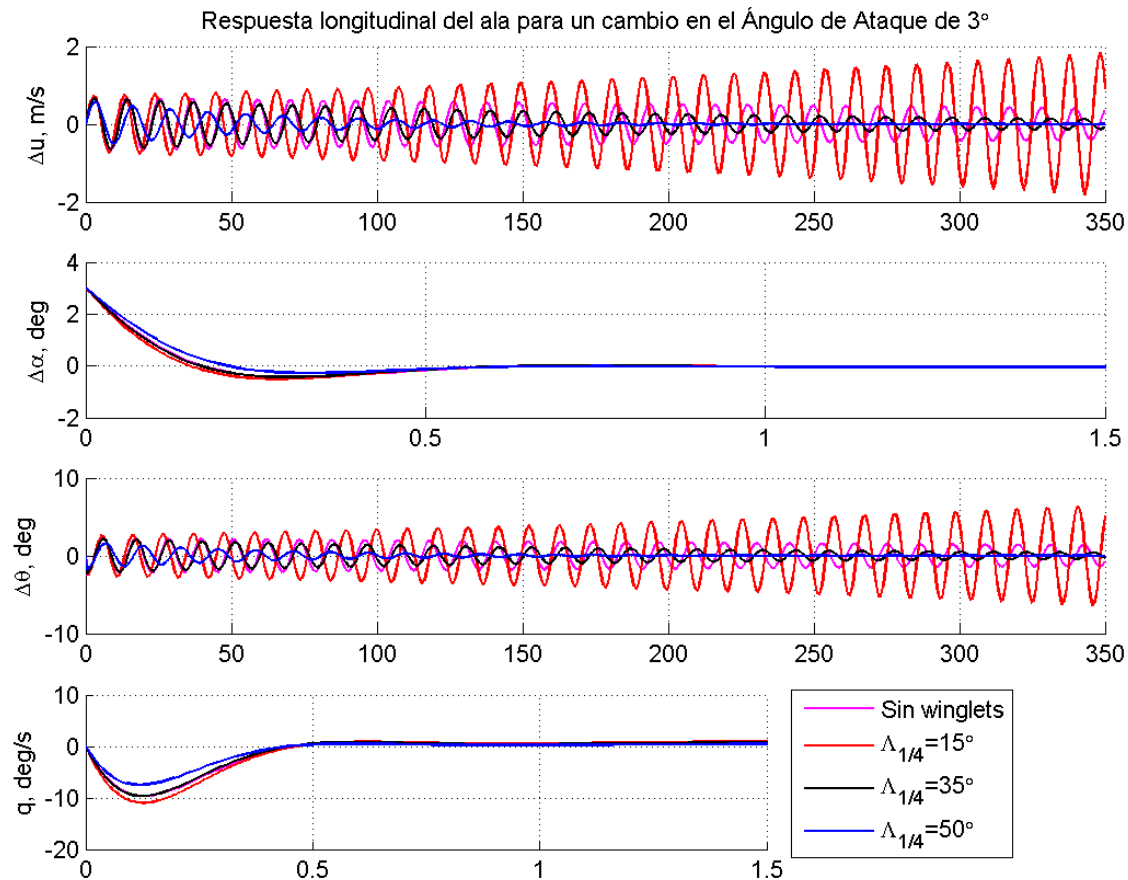 Respuesta longitudinal del ala para un cambio en el Ángulo de Ataque de 3°
2
0
-2
Δu, m/s
0 50 100 150 200 250 300 350
4
2
0
-2
Δα, deg
0 0.5 1 1.5
10
0
-10
Δθ, deg
0 50 100 150 200 250 300 350
10
0
-10
-20
q, deg/s
0 0.5 1 1.5
Sin winglets
Λ1/4=15°
Λ1/4=35°
Λ1/4=50°